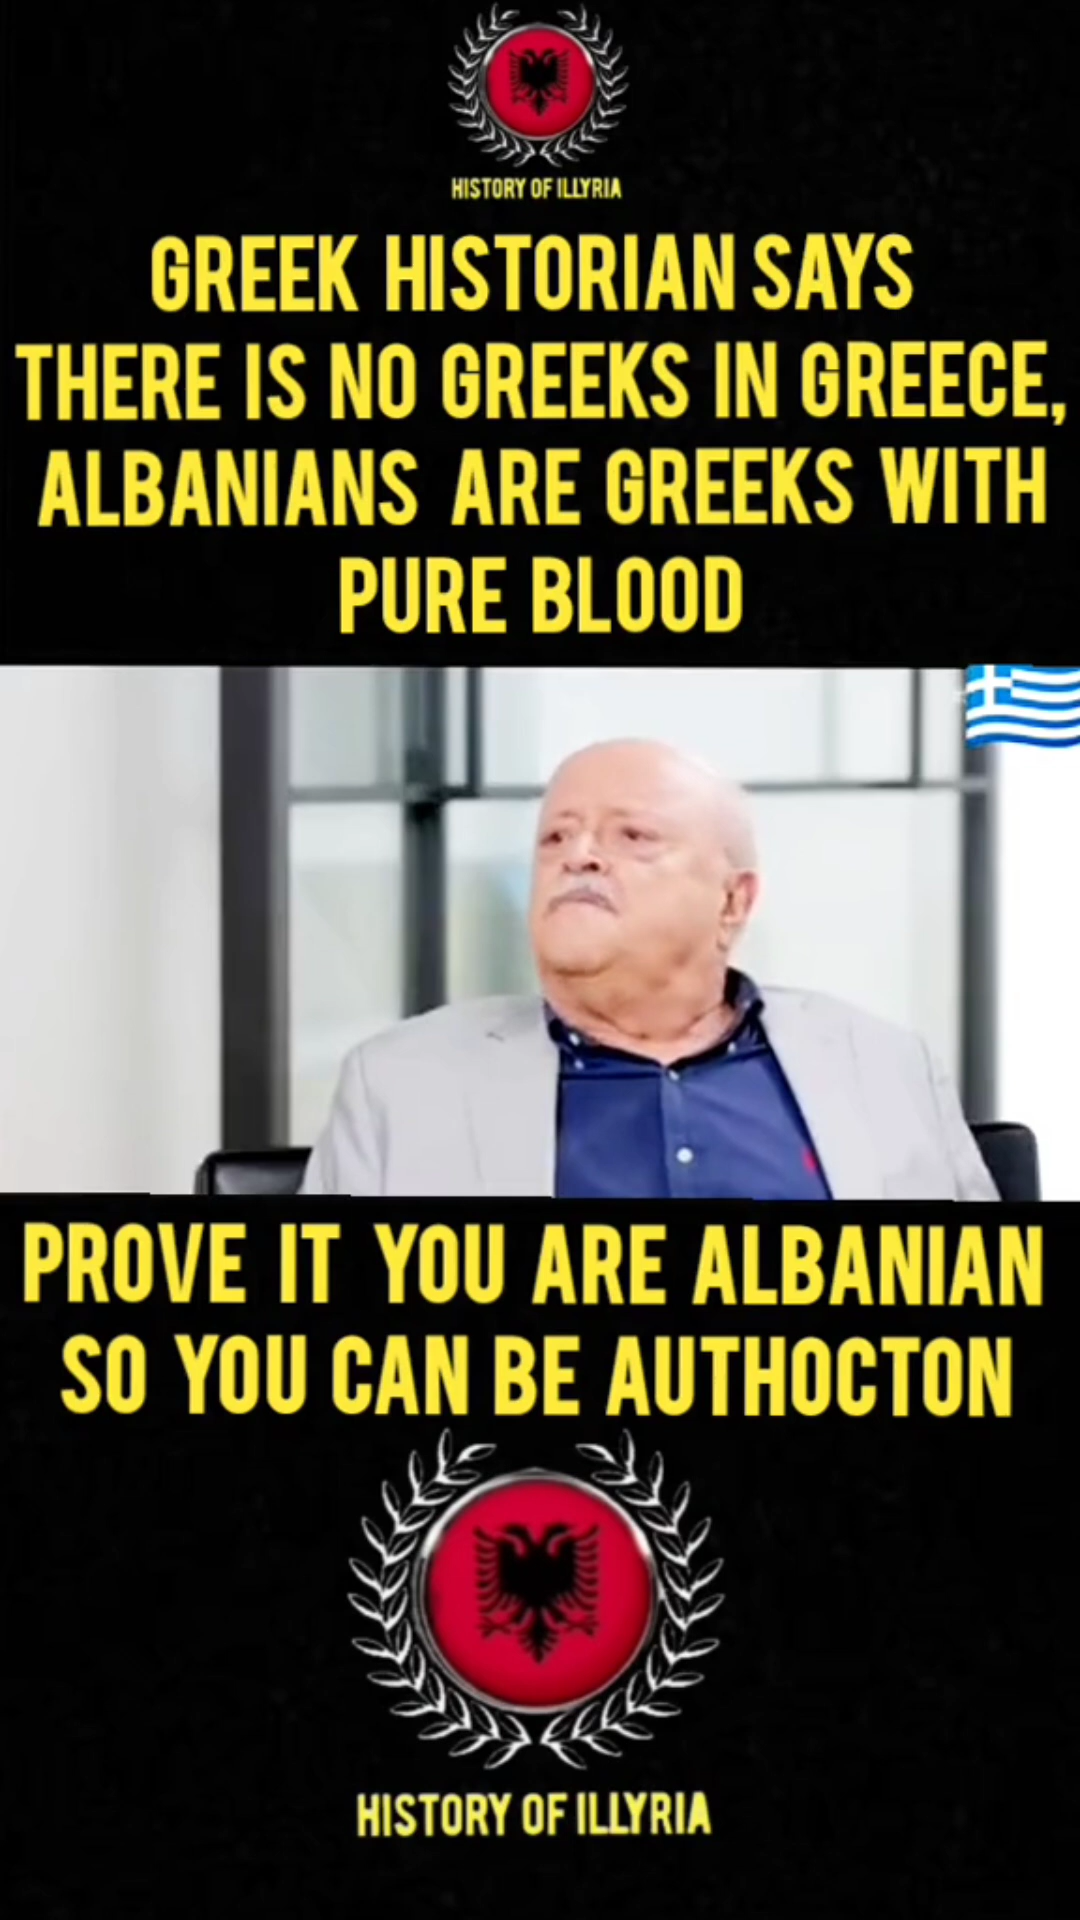 HISTORY OF ILLYRIA
GREEK HISTORIAN SAYS
THERE IS NO GREEKS IN GREECE,
ALBANIANS ARE GREEKS WITH
PURE BLOOD
PROVE IT YOU ARE ALBANIAN
SO YOU CAN BE AUTHOCTON
HISTORY OF ILLYRIA